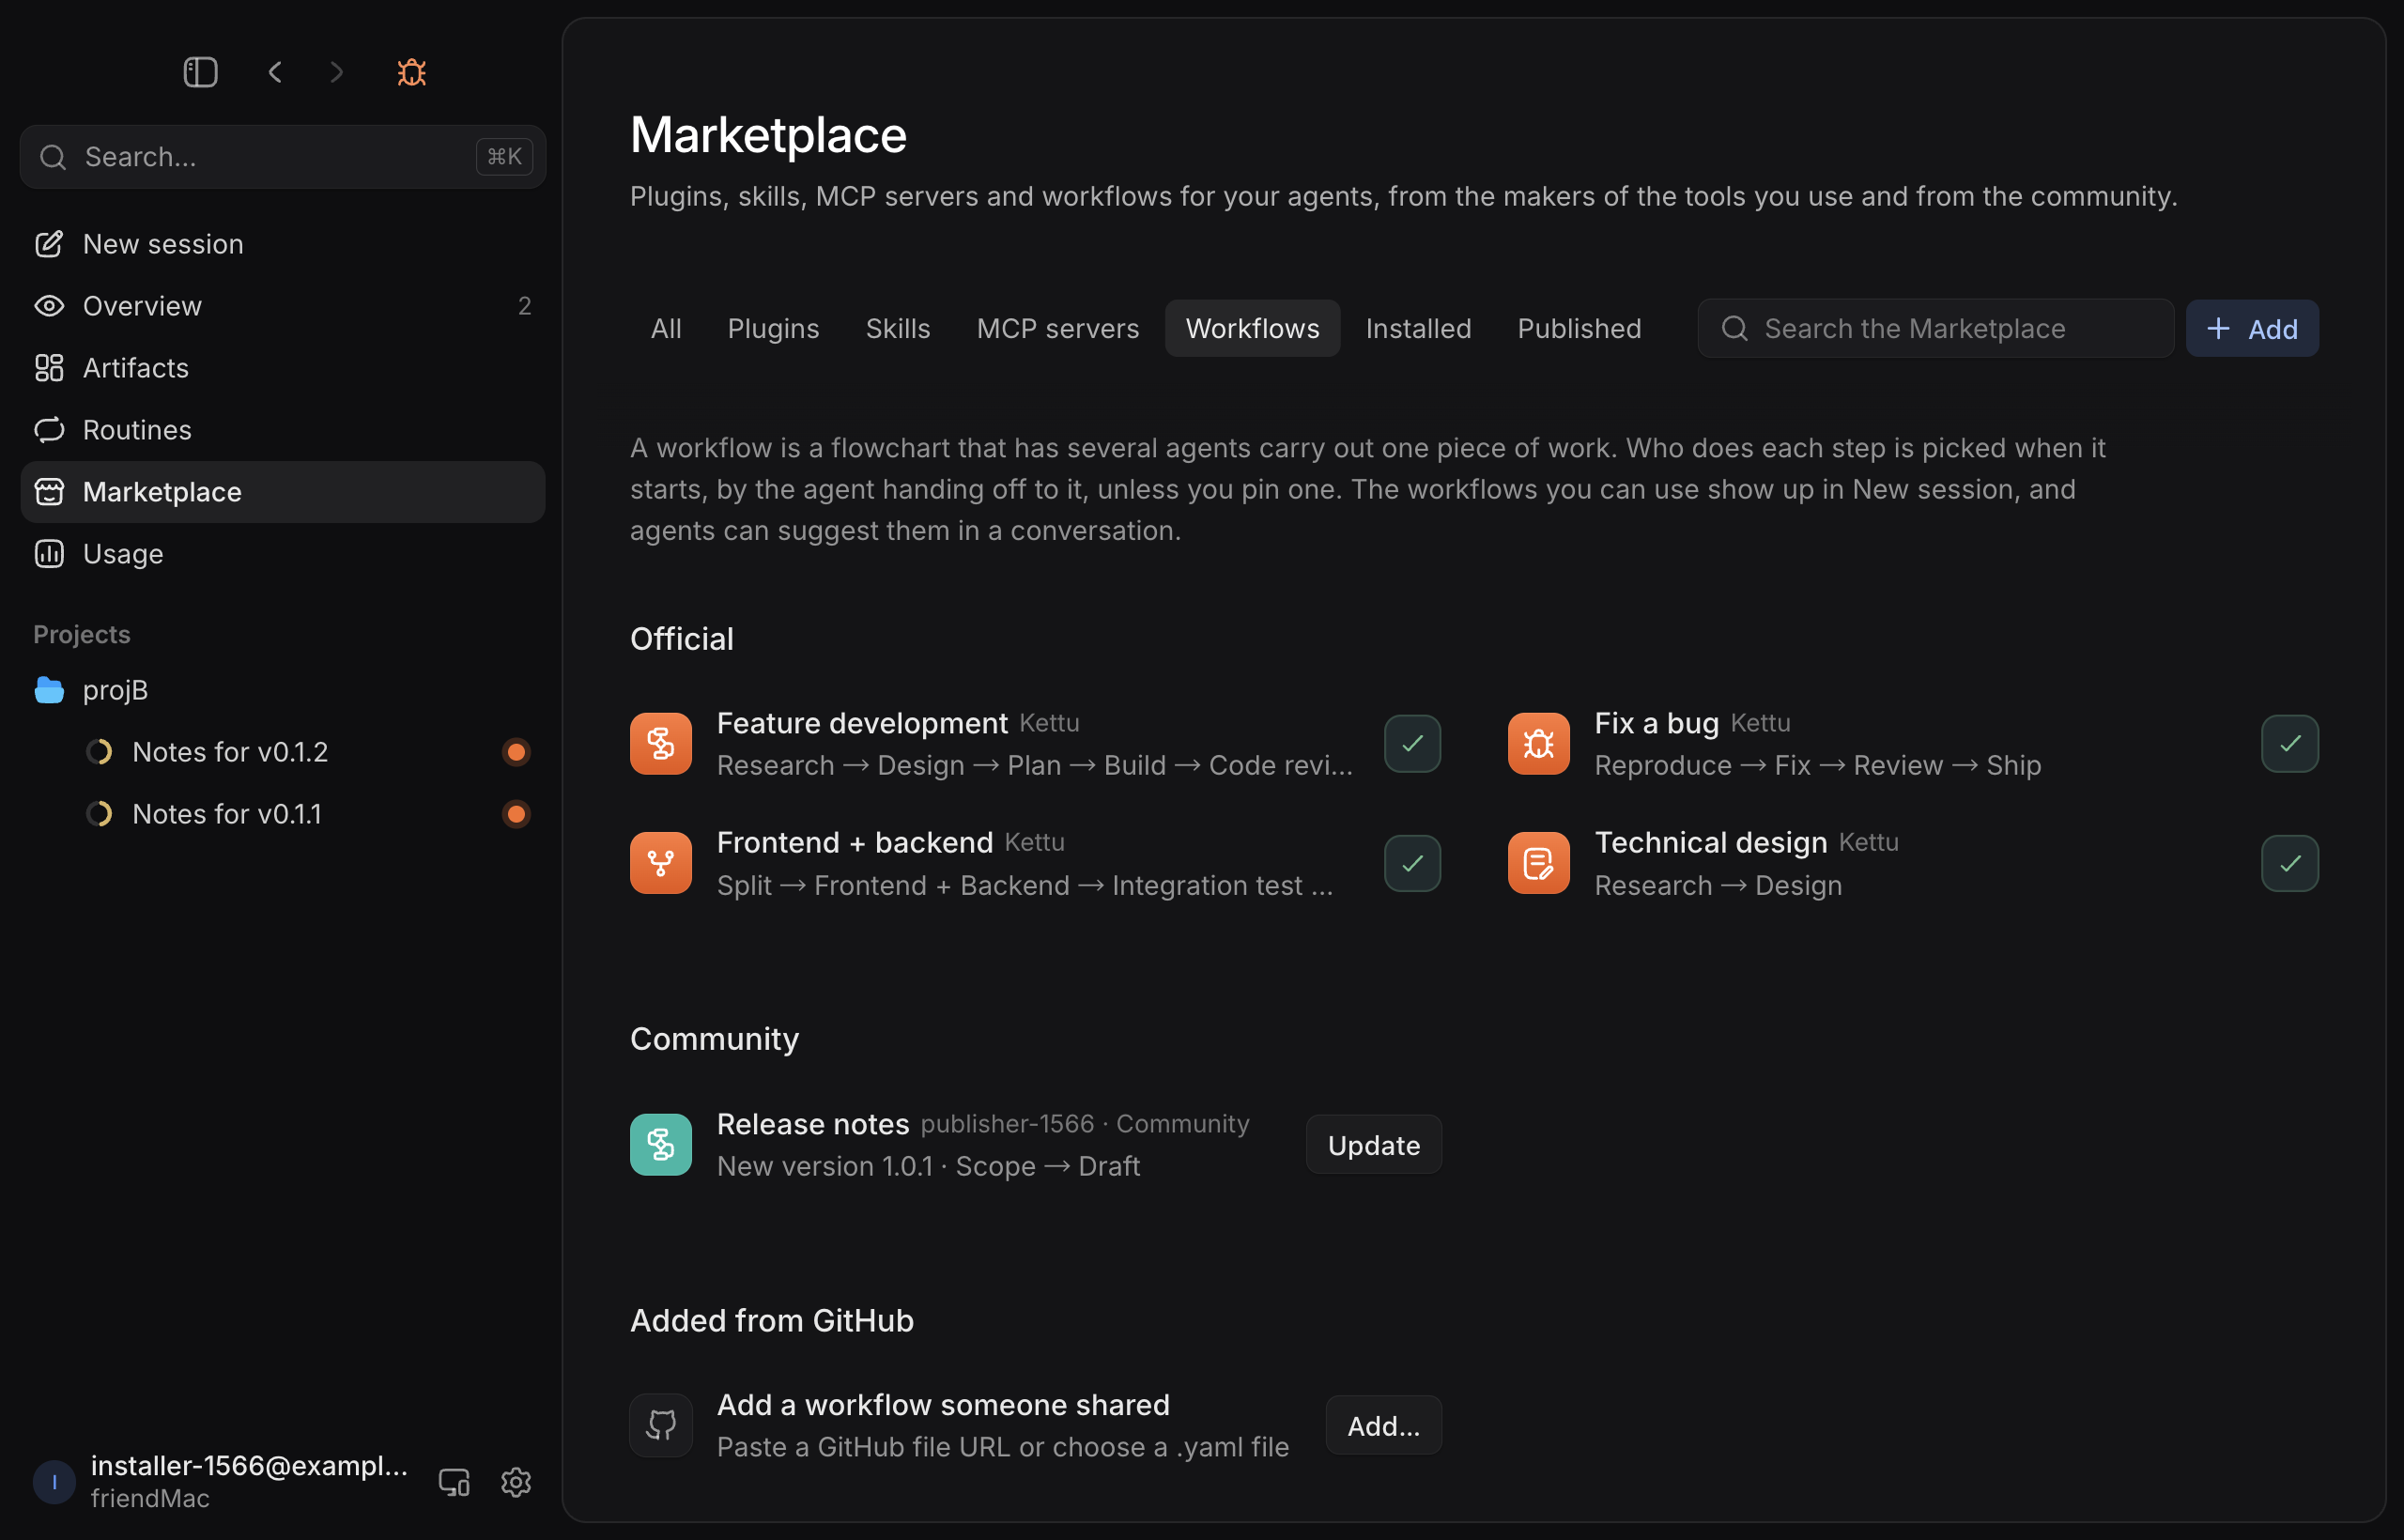 Search...
⌘K
New session
Overview
2
Artifacts
Routines
Marketplace
Usage
Projects
projB
Notes for v0.1.2
Notes for v0.1.1
I
installer-1566@exampl...
friendMac
Marketplace
Plugins, skills, MCP servers and workflows for your agents, from the makers of the tools you use and from the community.
All
Plugins
Skills
MCP servers
Workflows
Installed
Published
Search the Marketplace
+ Add
A workflow is a flowchart that has several agents carry out one piece of work. Who does each step is picked when it
starts, by the agent handing off to it, unless you pin one. The workflows you can use show up in New session, and
agents can suggest them in a conversation.
Official
Feature development Kettu
Research → Design → Plan → Build → Code revi...
Fix a bug Kettu
Reproduce → Fix → Review → Ship
Frontend + backend Kettu
Split → Frontend + Backend → Integration test ...
Technical design Kettu
Research → Design
Community
Release notes publisher-1566 · Community
New version 1.0.1 · Scope → Draft
Update
Added from GitHub
Add a workflow someone shared
Paste a GitHub file URL or choose a .yaml file
Add...